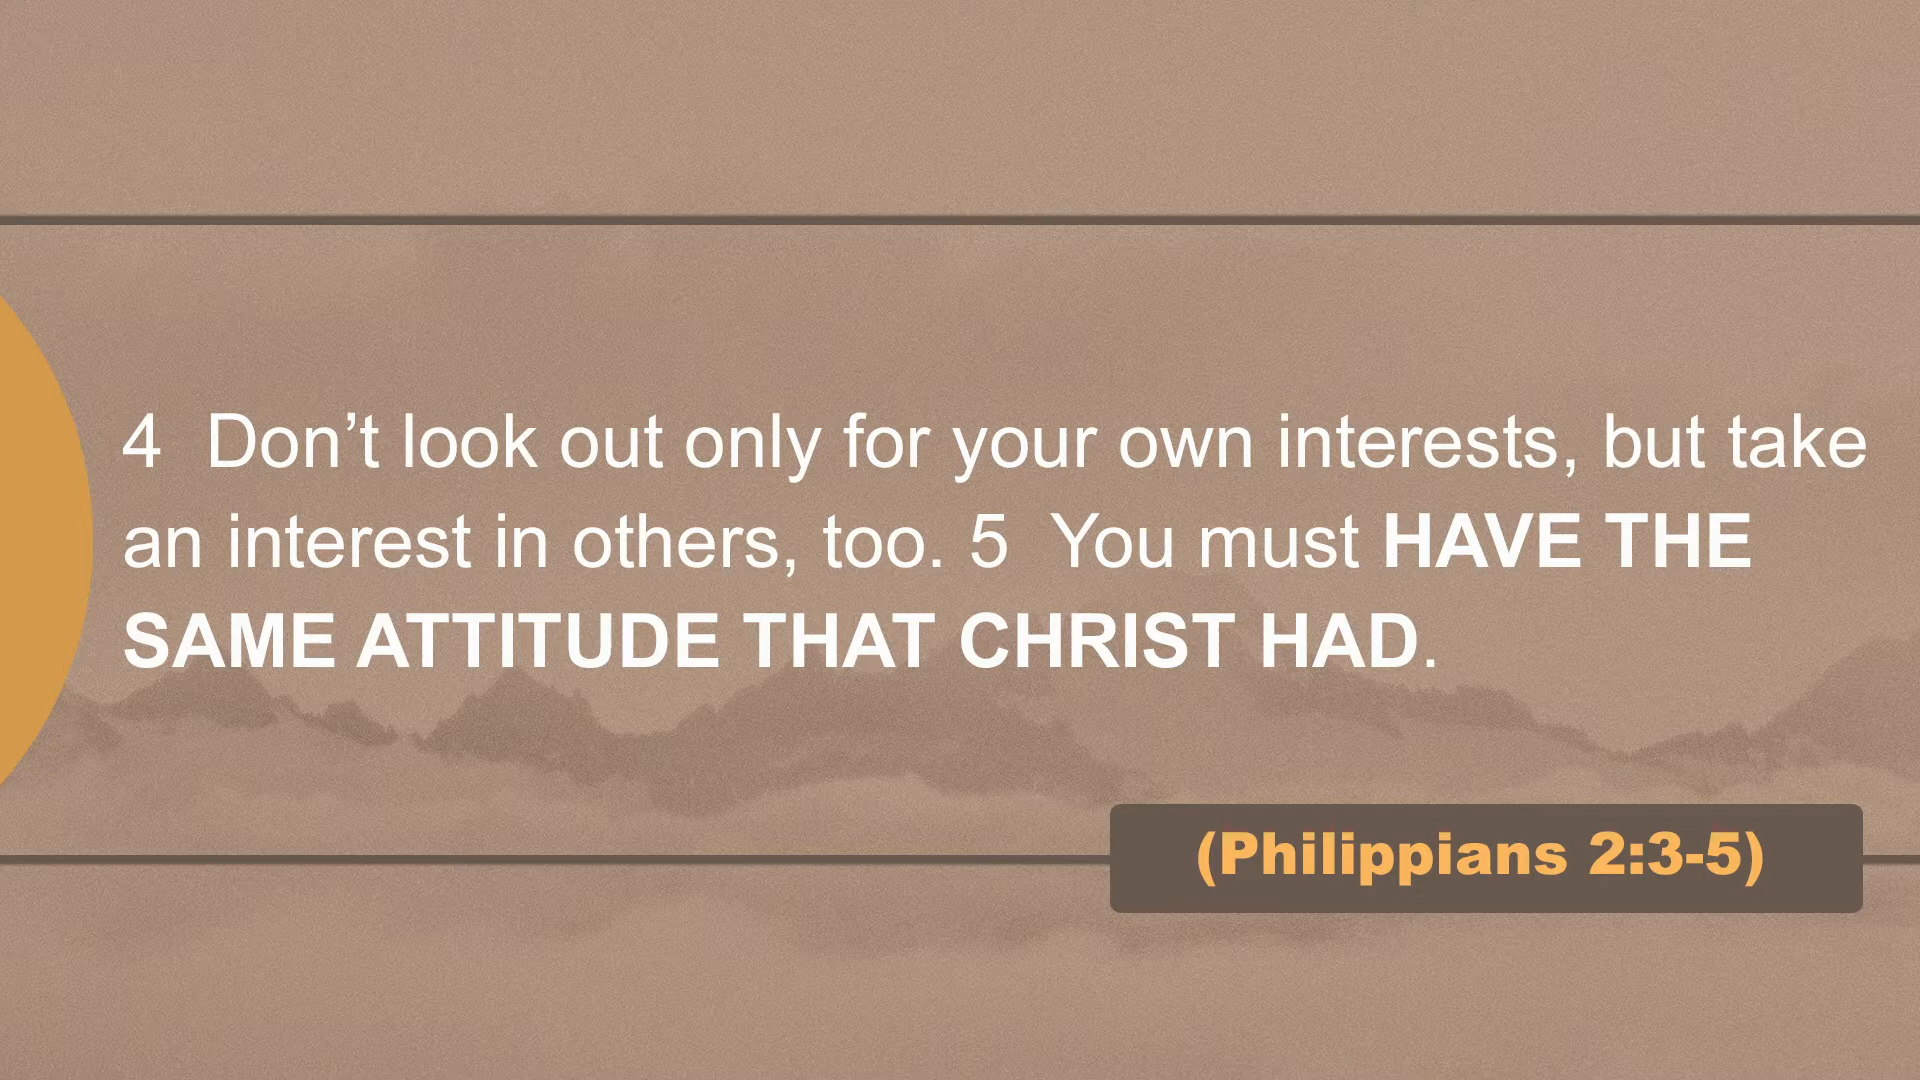 4  Don’t look out only for your own interests, but take
an interest in others, too. 5  You must HAVE THE
SAME ATTITUDE THAT CHRIST HAD.
(Philippians 2:3-5)